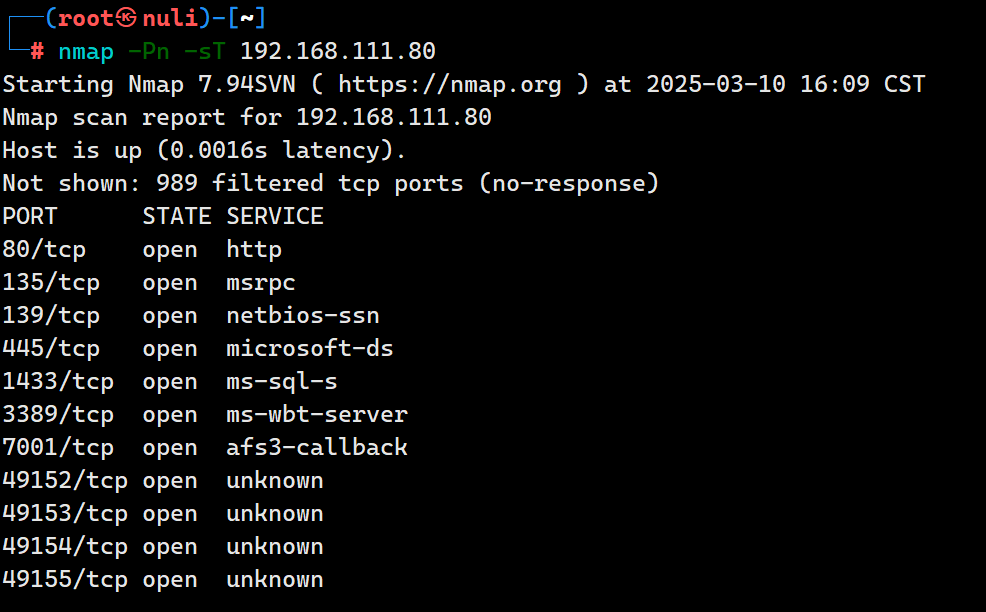 ┌──(root㉿nuli)-[~]
└─# nmap -Pn -sT 192.168.111.80
Starting Nmap 7.94SVN ( https://nmap.org ) at 2025-03-10 16:09 CST
Nmap scan report for 192.168.111.80
Host is up (0.0016s latency).
Not shown: 989 filtered tcp ports (no-response)
PORT      STATE SERVICE
80/tcp    open  http
135/tcp   open  msrpc
139/tcp   open  netbios-ssn
445/tcp   open  microsoft-ds
1433/tcp  open  ms-sql-s
3389/tcp  open  ms-wbt-server
7001/tcp  open  afs3-callback
49152/tcp open  unknown
49153/tcp open  unknown
49154/tcp open  unknown
49155/tcp open  unknown